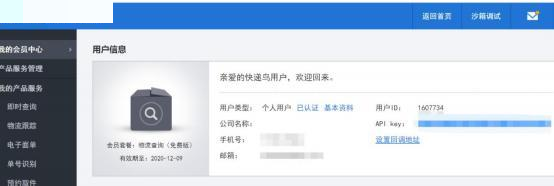 返回首页 沙箱调试
我的会员中心
产品服务管理
我的产品服务
即时查询
物流跟踪
电子面单
单号识别
预约取件
用户信息
亲爱的快递鸟用户，欢迎回来。
用户类型： 个人用户 已认证 基本资料 用户ID： 1607734
公司名称： API key：
手机号： 设置回调地址
邮箱：
会员套餐：物流查询（免费版）
有效期至：2020-12-09